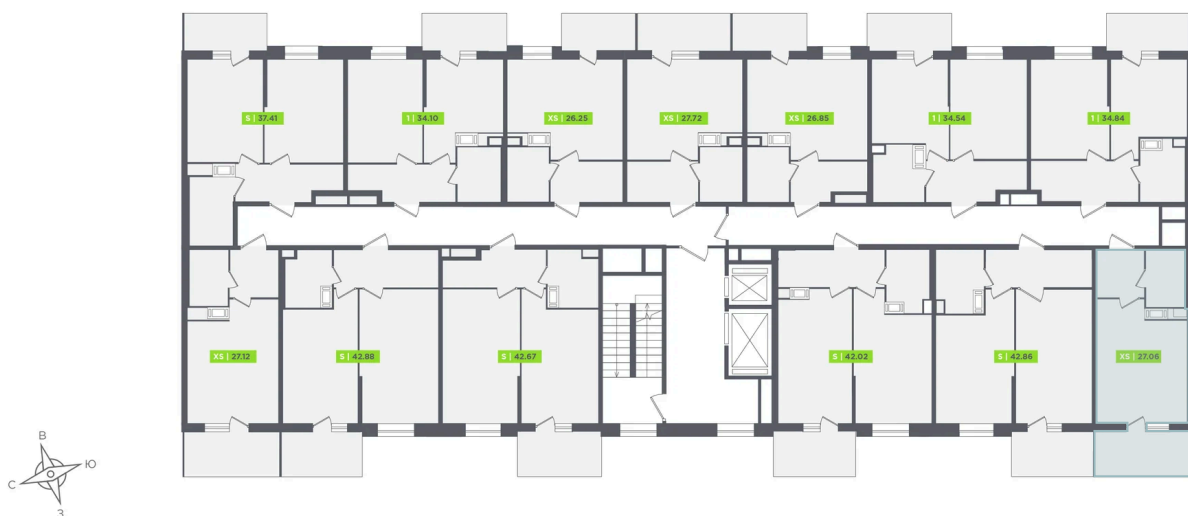 S | 37.41
1 | 34.10
XS | 26.25
XS | 27.72
XS | 26.85
1 | 34.54
1 | 34.84
XS | 27.12
S | 42.88
S | 42.67
S | 42.02
S | 42.86
XS | 27.06
В
Ю
С
З